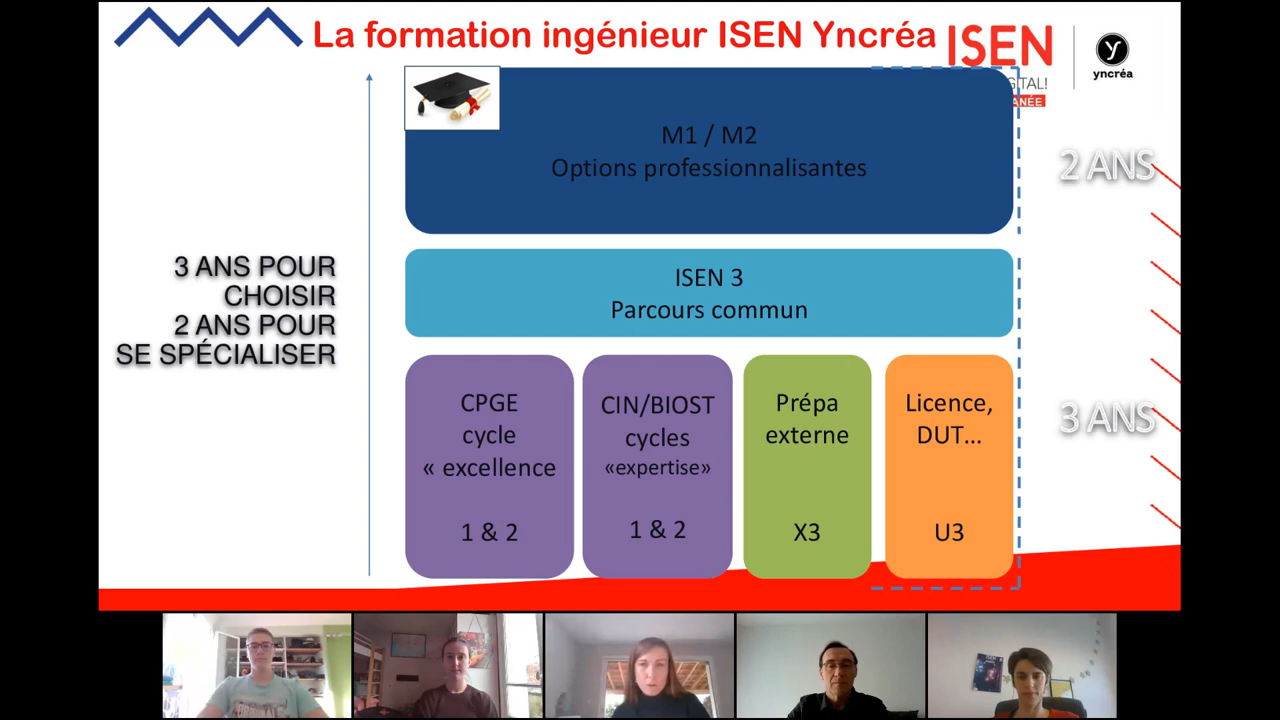 La formation ingénieur ISEN Yncréa
ISEN
GITAL!
ANÉE
yncréa
M1 / M2
Options professionnalisantes
2 ANS
3 ANS POUR
CHOISIR
2 ANS POUR
SE SPÉCIALISER
ISEN 3
Parcours commun
3 ANS
CPGE
cycle
« excellence
1 & 2
CIN/BIOST
cycles
«expertise»
1 & 2
Prépa
externe
X3
Licence,
DUT...
U3